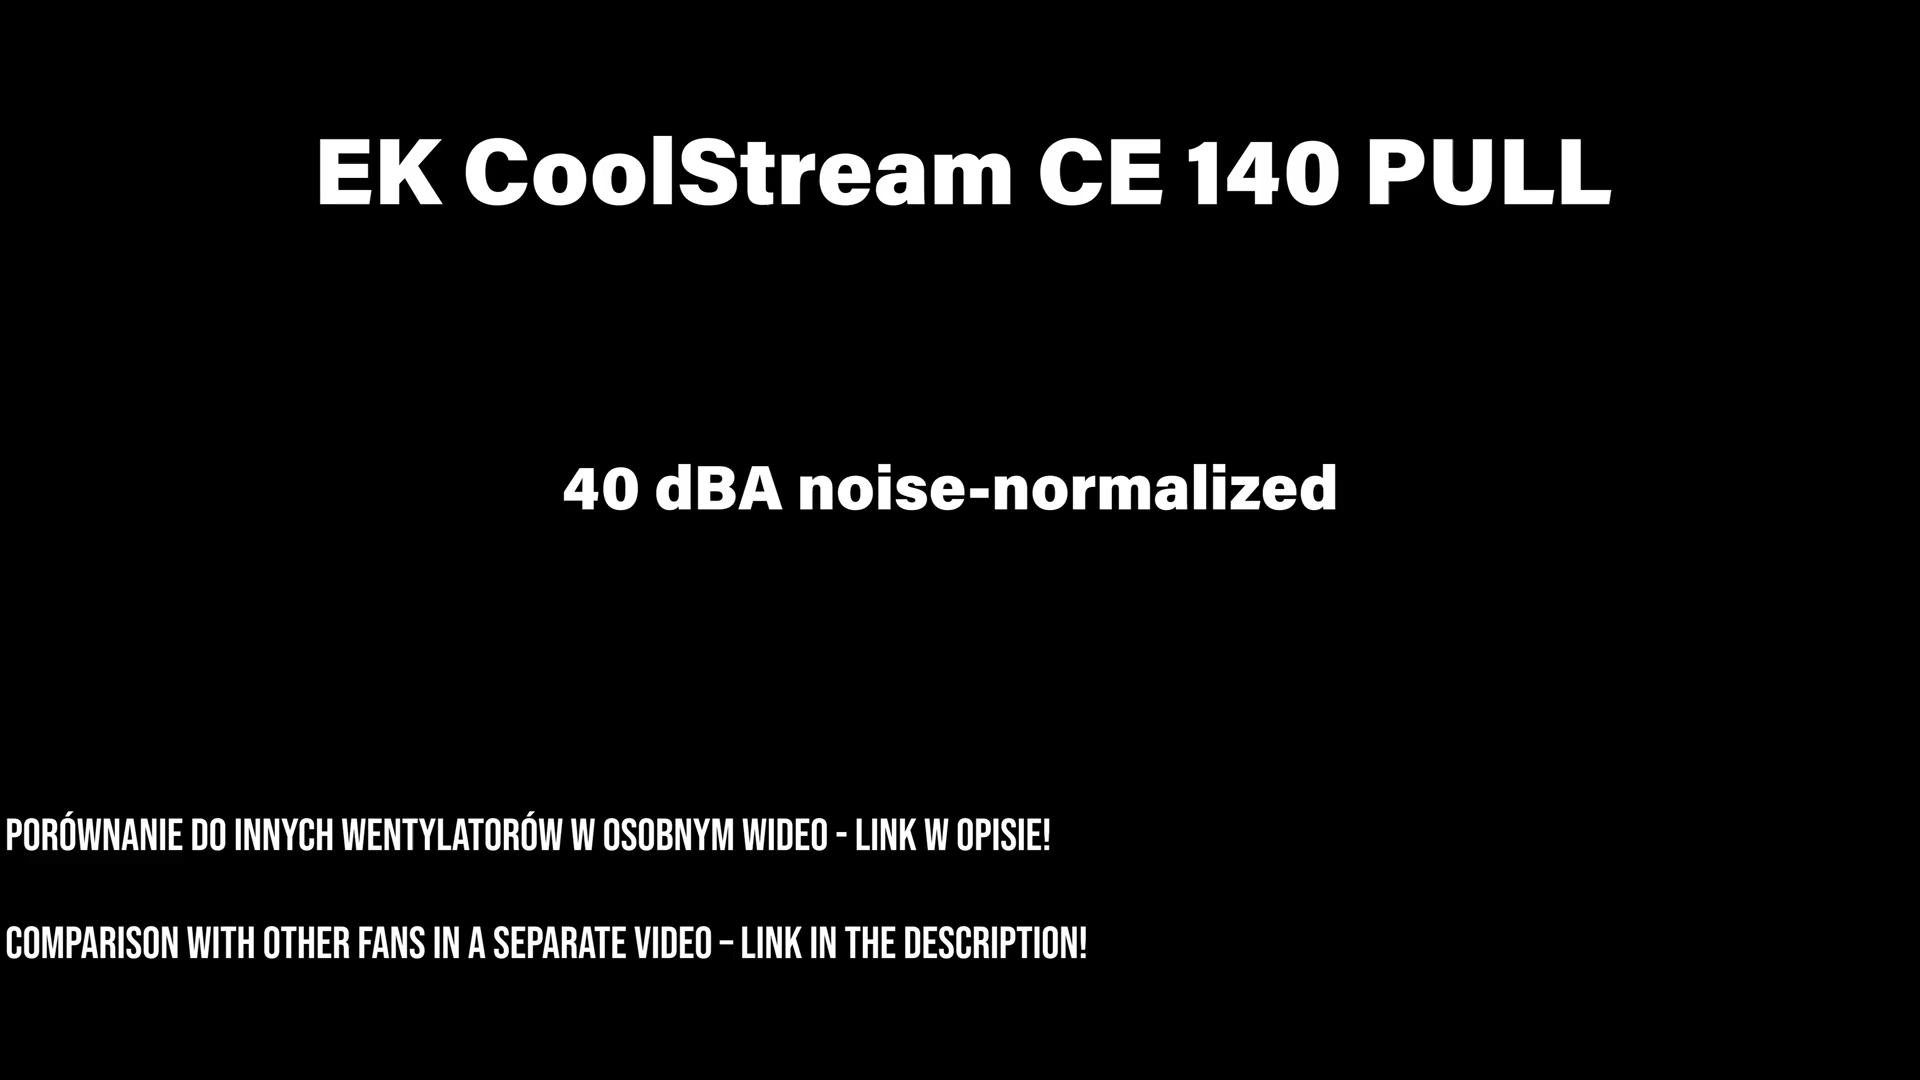 EK CoolStream CE 140 PULL
40 dBA noise-normalized
PORÓWNANIE DO INNYCH WENTYLATORÓW W OSOBNYM WIDEO - LINK W OPISIE!
COMPARISON WITH OTHER FANS IN A SEPARATE VIDEO – LINK IN THE DESCRIPTION!